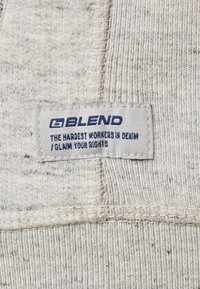 BLEND
THE HARDEST WORKERS IN DENIM
/ CLAIM YOUR RIGHTS